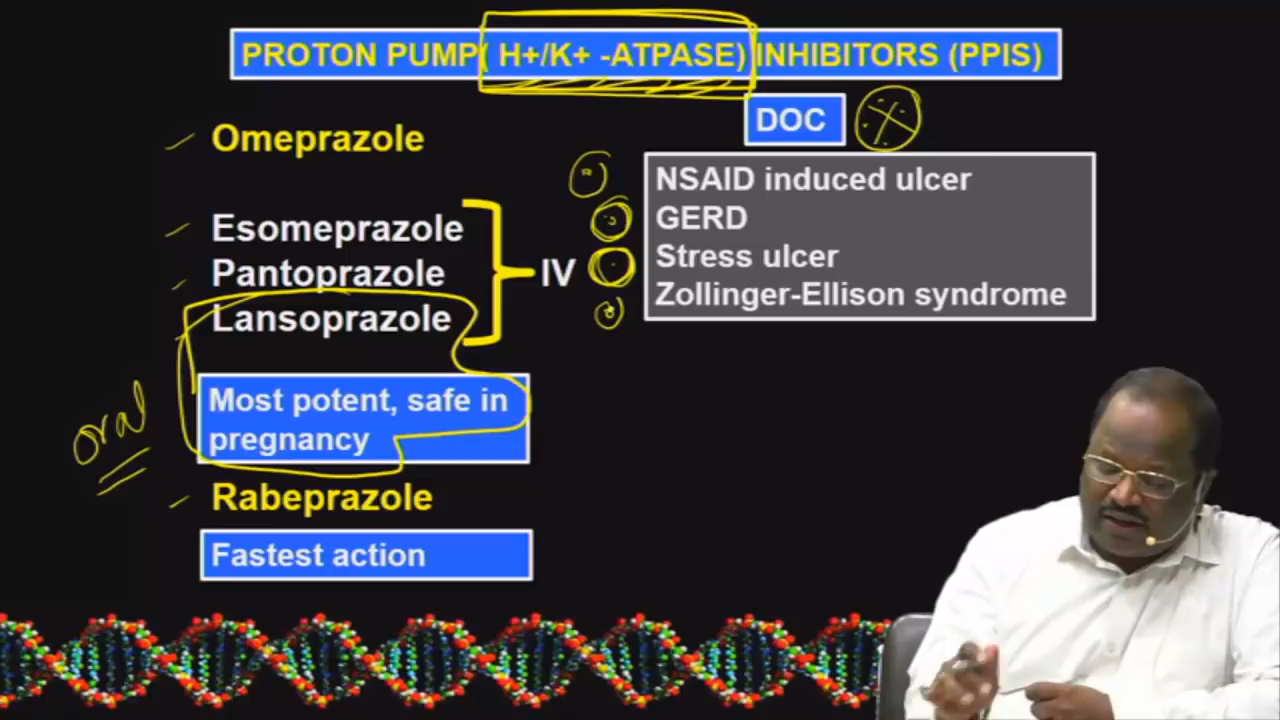 PROTON PUMP( H+/K+ -ATPASE) INHIBITORS (PPIS)
DOC
Omeprazole
NSAID induced ulcer
GERD
Stress ulcer
Zollinger-Ellison syndrome
Esomeprazole
Pantoprazole
Lansoprazole
IV
Most potent, safe in
pregnancy
oral
Rabeprazole
Fastest action